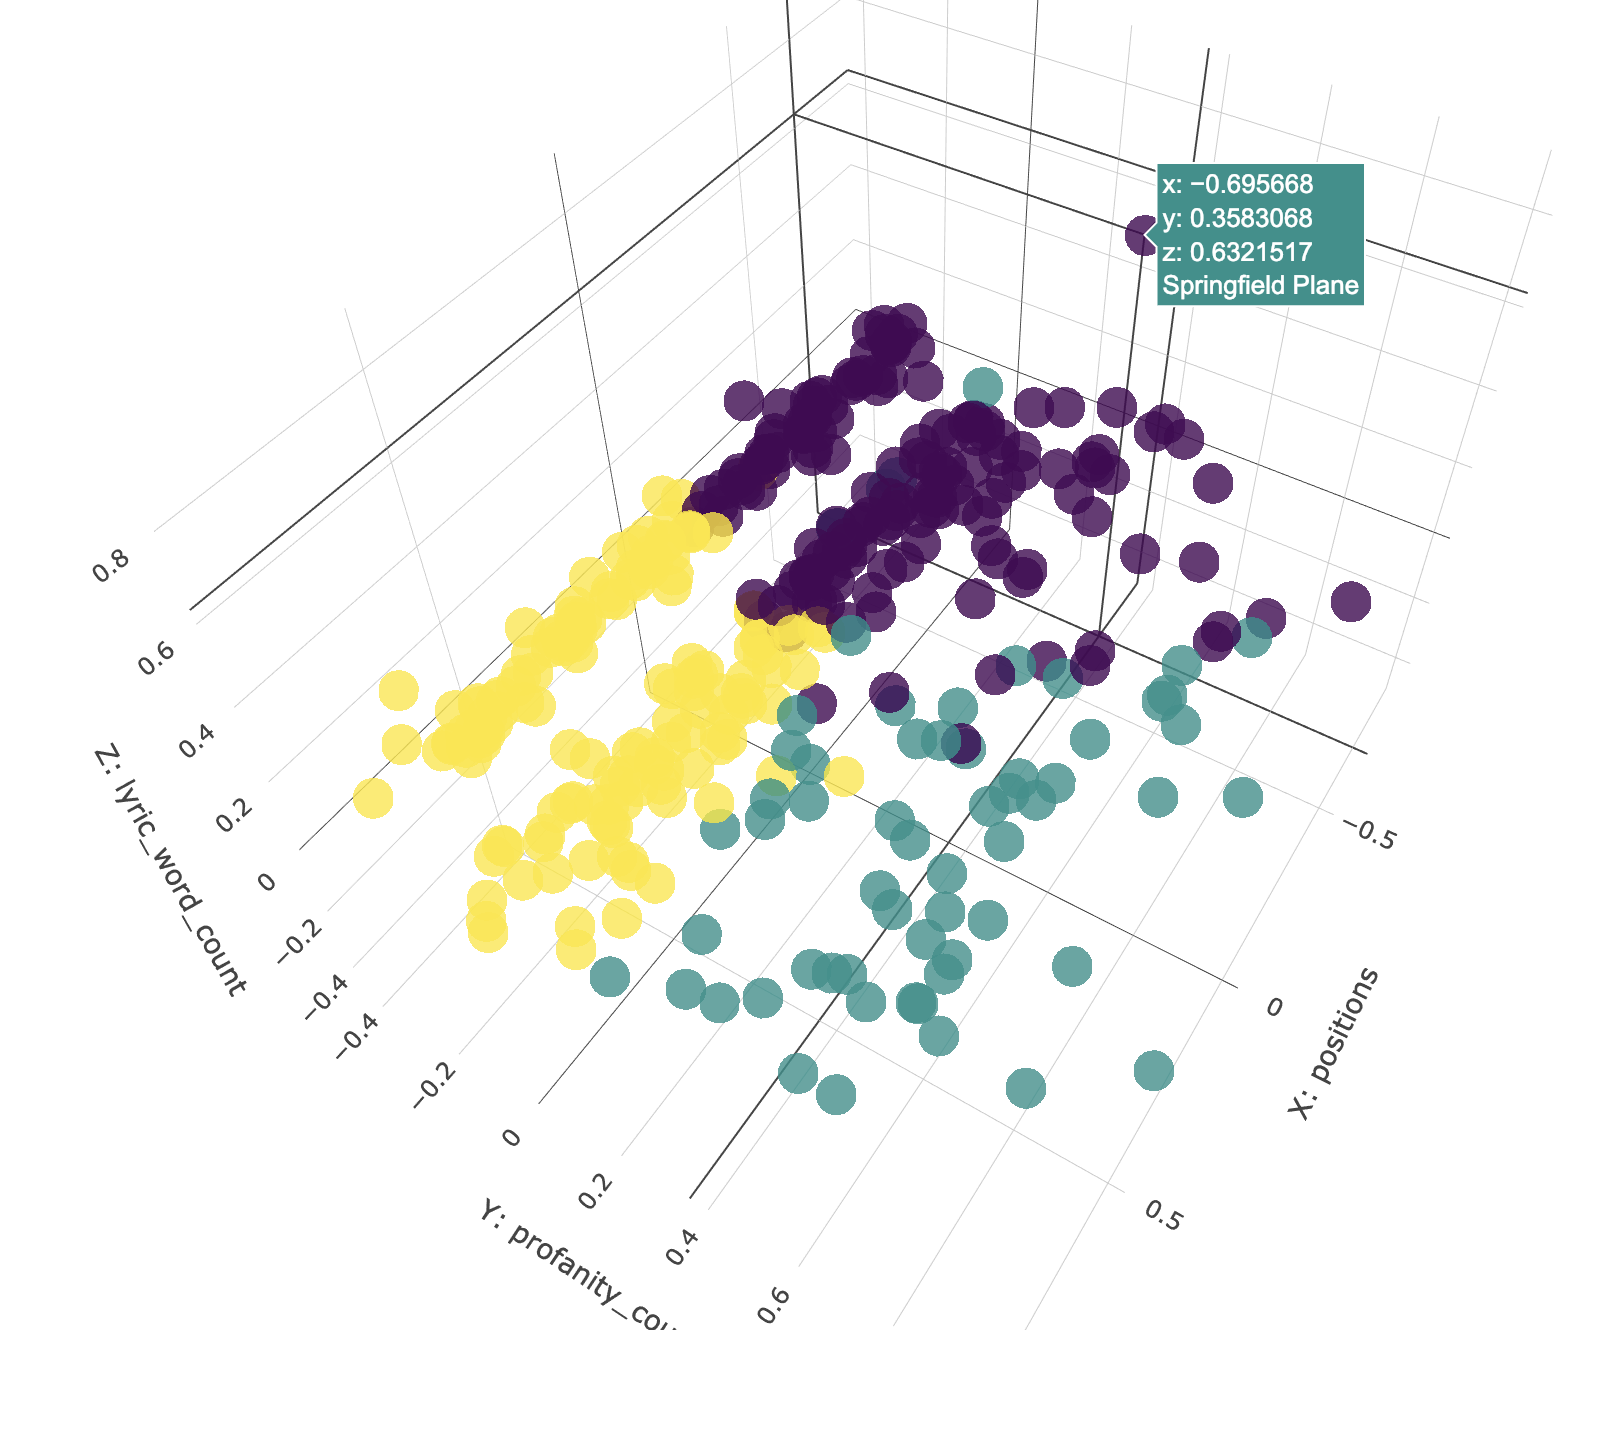 x: −0.695668
y: 0.3583068
z: 0.6321517
Springfield Plane
0.8
0.6
0.4
0.2
0
−0.2
−0.4
Z: lyric_word_count
−0.4
−0.2
0
0.2
0.4
0.6
Y: profanity_cou
−0.5
0
0.5
X: positions